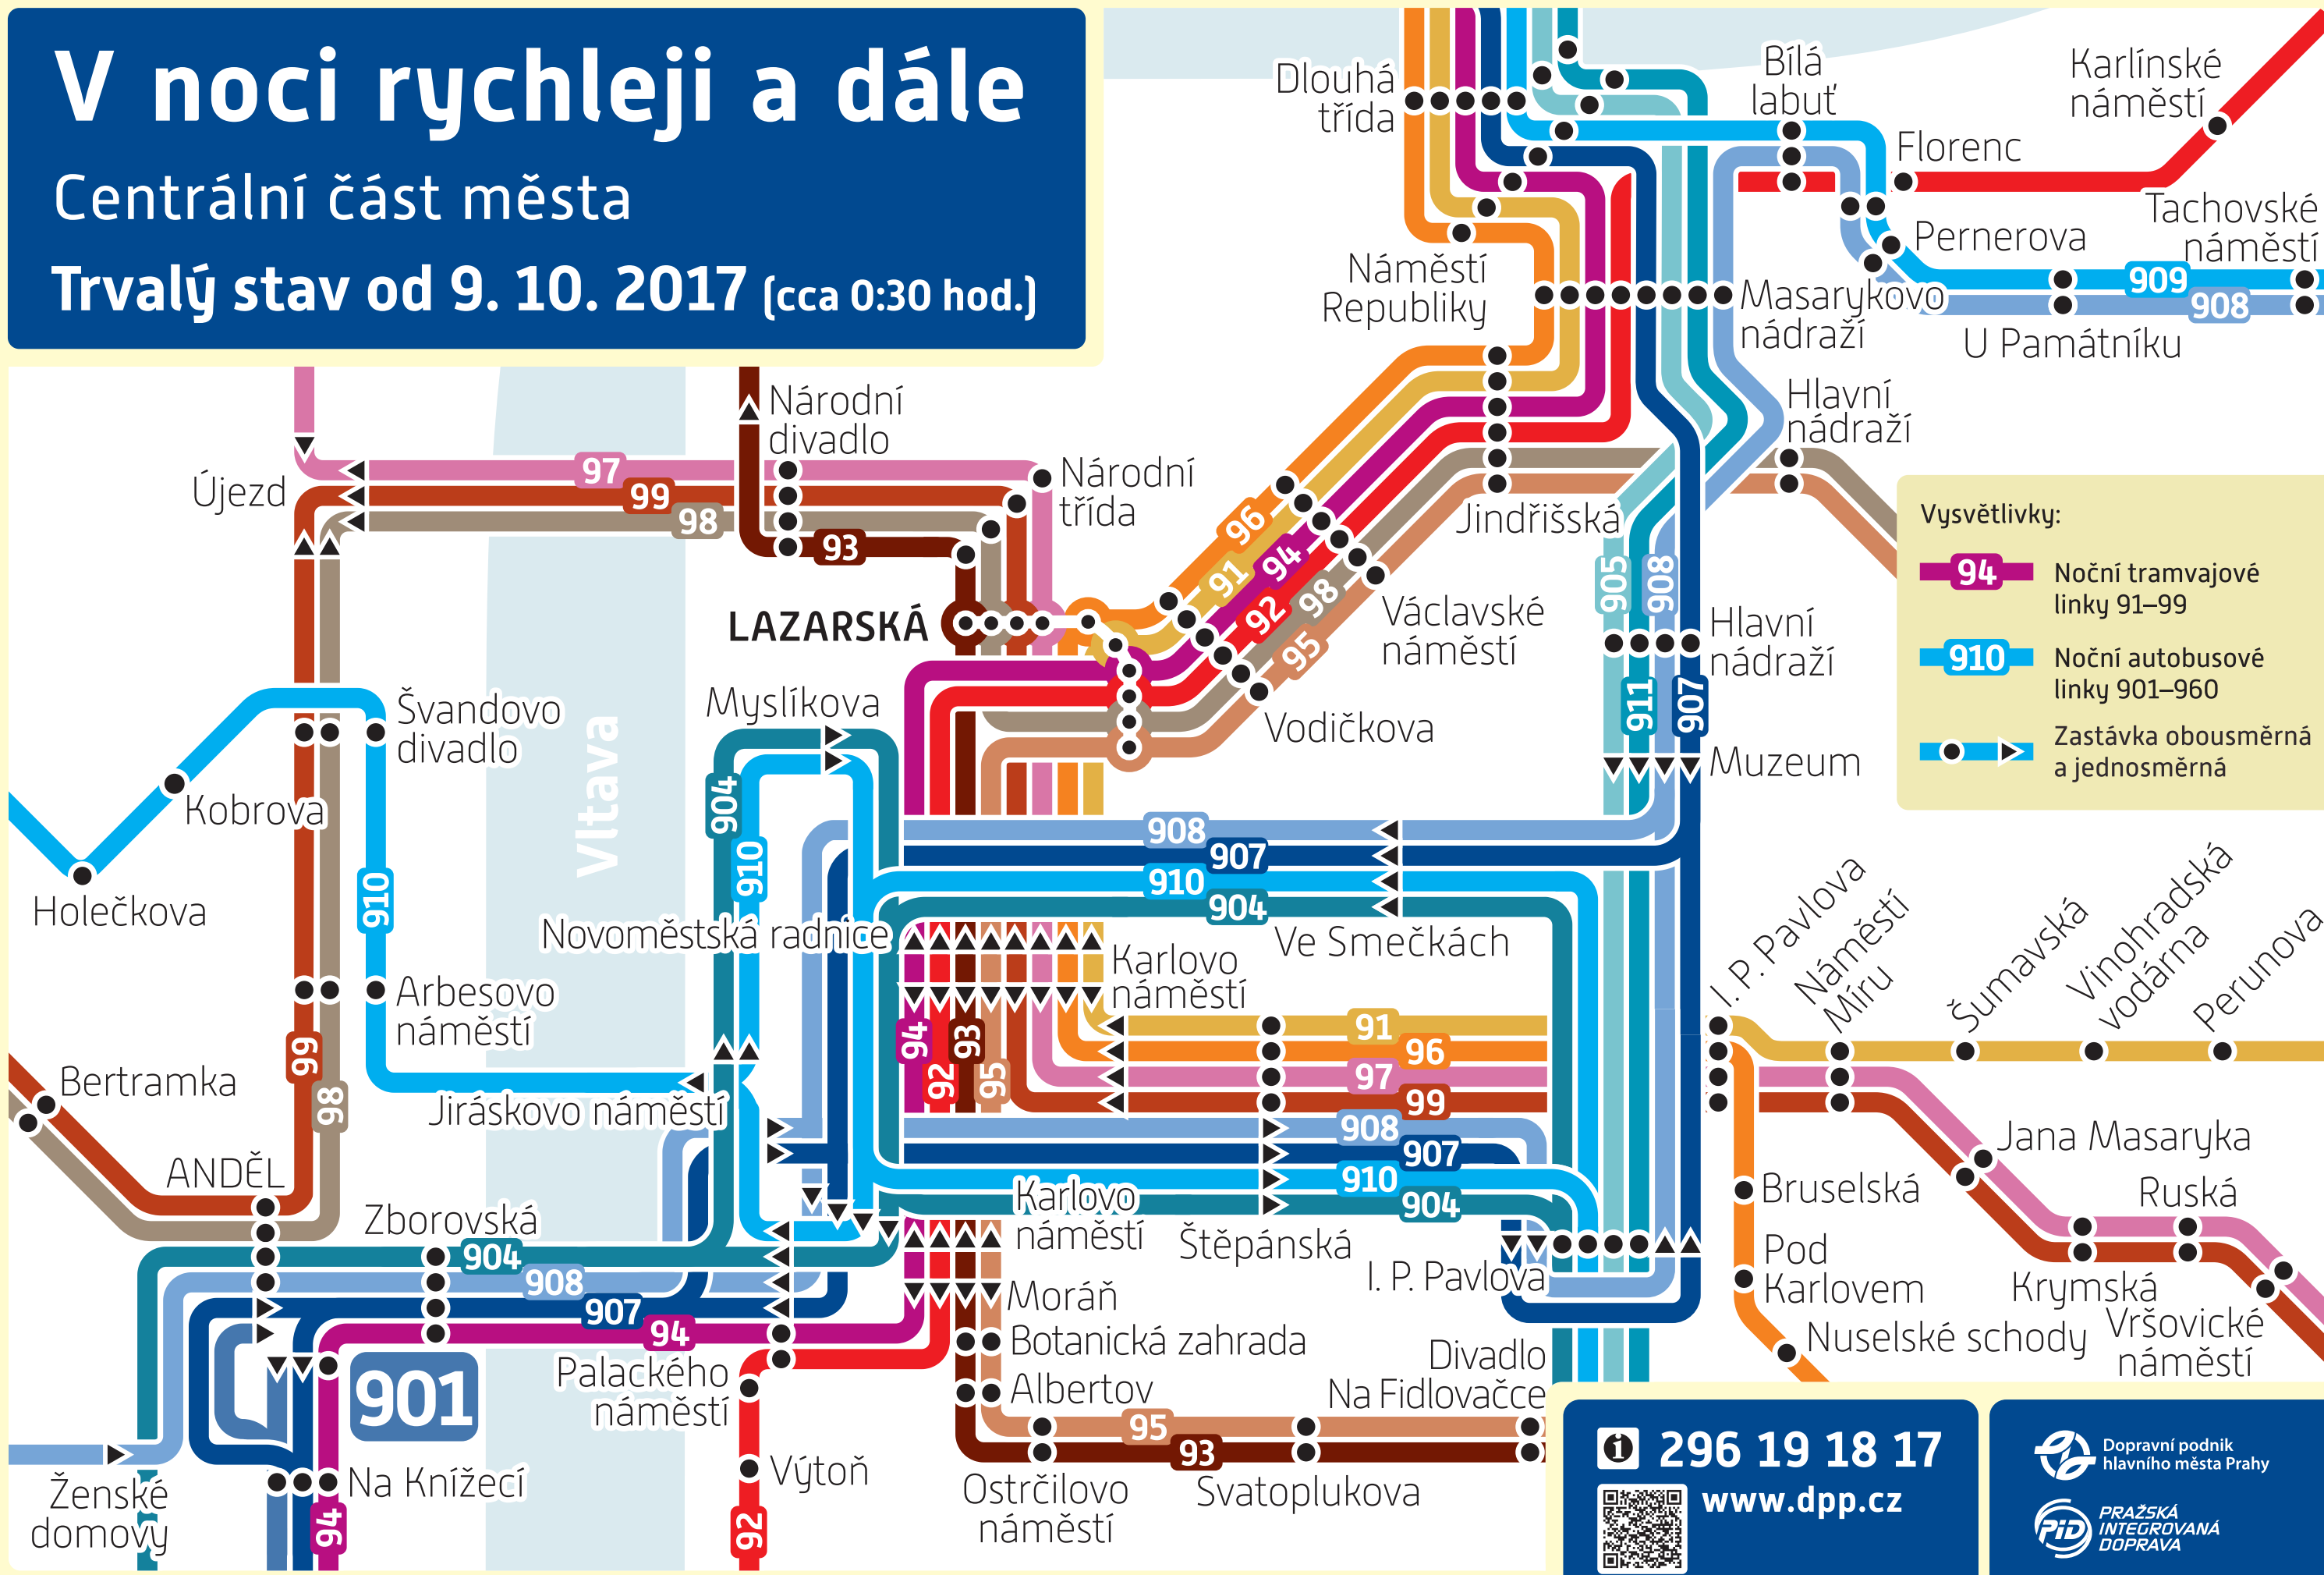 V noci rychleji a dále
Centrální část města
Trvalý stav od 9. 10. 2017 (cca 0:30 hod.)
Dlouhá
třída
Bílá
labuť
Karlínské
náměstí
Florenc
Tachovské
náměstí
Pernerova
909
908
U Památníku
Náměstí
Republiky
Masarykovo
nádraží
Hlavní
nádraží
Národní
divadlo
Újezd
97
99
98
93
Národní
třída
96
91
94
92
98
95
Jindřišská
Václavské
náměstí
Vodičkova
LAZARSKÁ
905
908
911
907
Hlavní
nádraží
Muzeum
Vysvětlivky:
94
Noční tramvajové
linky 91–99
910
Noční autobusové
linky 901–960
Zastávka obousměrná
a jednosměrná
Švandovo
divadlo
Kobrova
Holečkova
910
Vltava
Myslíkova
904
910
908
907
910
904
Novoměstská radnice
Ve Smečkách
Karlovo
náměstí
Arbesovo
náměstí
99
98
Bertramka
Jiráskovo náměstí
94
92
93
95
91
96
97
99
908
907
910
904
I. P. Pavlova
Náměstí
Míru
Šumavská
Vinohradská
vodárna
Perunova
Jana Masaryka
Ruská
Krymská
Vršovické
náměstí
Bruselská
Pod
Karlovem
Nuselské schody
ANDĚL
Zborovská
904
908
907
94
Karlovo
náměstí
Štěpánská
I. P. Pavlova
Moráň
Botanická zahrada
Albertov
Divadlo
Na Fidlovačce
901
Palackého
náměstí
Výtoň
92
95
93
Ostrčilovo
náměstí
Svatoplukova
Ženské
domovy
Na Knížecí
94
296 19 18 17
www.dpp.cz
Dopravní podnik
hlavního města Prahy
PID
PRAŽSKÁ
INTEGROVANÁ
DOPRAVA